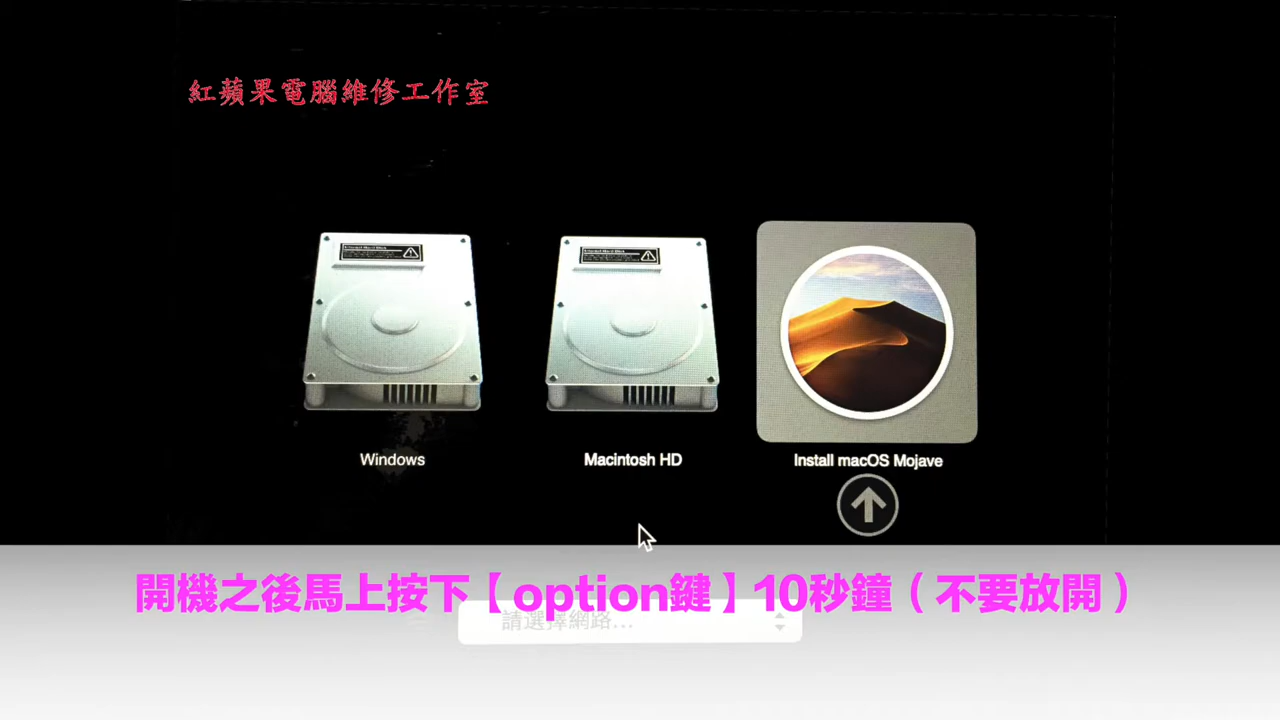 紅蘋果電腦維修工作室
Windows
Macintosh HD
Install macOS Mojave
開機之後馬上按下【option鍵】10秒鐘（不要放開）
請選擇網路...